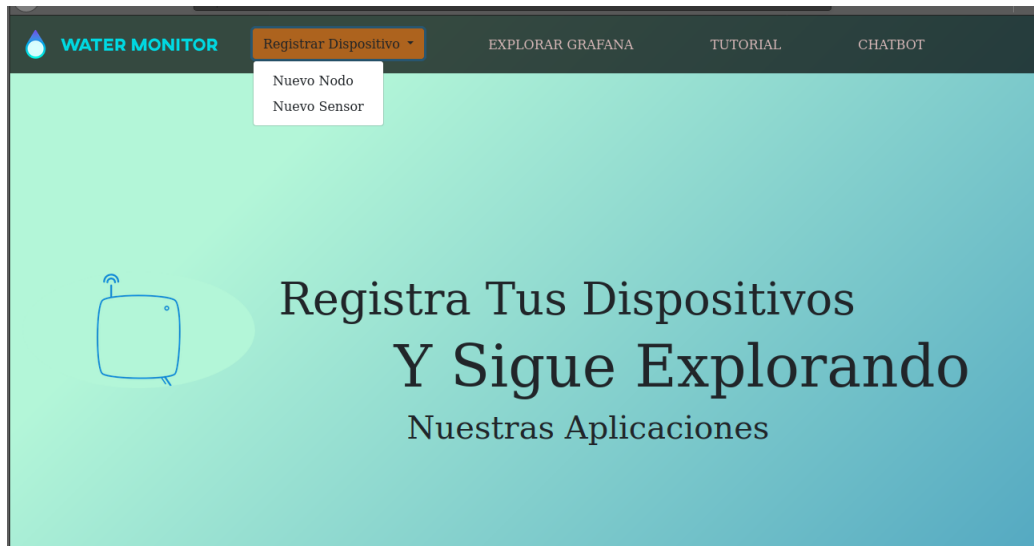 WATER MONITOR
Registrar Dispositivo
EXPLORAR GRAFANA
TUTORIAL
CHATBOT
Nuevo Nodo
Nuevo Sensor
Registra Tus Dispositivos
Y Sigue Explorando
Nuestras Aplicaciones